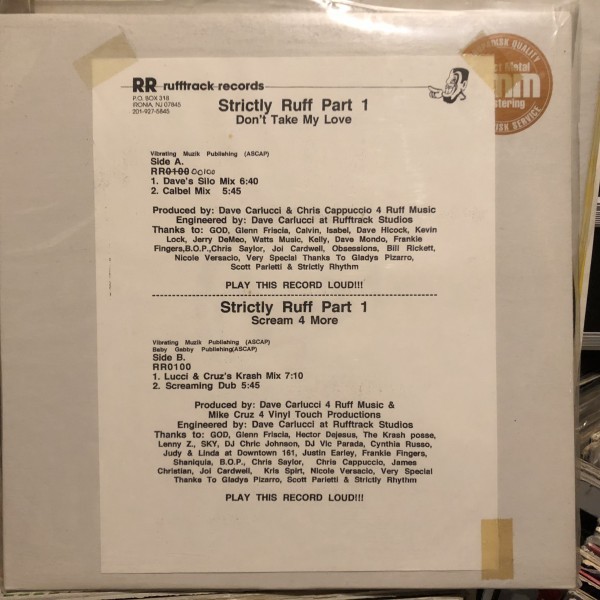 RR rufftrack records
P.O. BOX 316
IRONIA, NJ 07845
201-927-5845
Strictly Ruff Part 1
Don't Take My Love
Vibrating Muzik Publishing (ASCAP)
Side A.
RR0100 00100
1. Dave's Silo Mix 6:40
2. Calbel Mix 5:45
Produced by: Dave Carlucci & Chris Cappuccio 4 Ruff Music
Engineered by: Dave Carlucci at Rufftrack Studios
Thanks to: GOD, Glenn Friscia, Calvin, Isabel, Dave Hlcock, Kevin
Lock, Jerry DeMeo, Watts Music, Kelly, Dave Mondo, Frankie
Fingers,B.O.P.,Chris Saylor, Joi Cardwell, Obsessions, Bill Rickett,
Nicole Versacio, Very Special Thanks To Gladys Pizarro,
Scott Parietti & Strictly Rhythm
PLAY THIS RECORD LOUD!!!
Strictly Ruff Part 1
Scream 4 More
Vibrating Muzik Publishing (ASCAP)
Baby Gabby Publishing(ASCAP)
Side B.
RR0100
1. Lucci & Cruz's Krash Mix 7:10
2. Screaming Dub 5:45
Produced by: Dave Carlucci 4 Ruff Music &
Mike Cruz 4 Vinyl Touch Productions
Engineered by: Dave Carlucci at Rufftrack Studios
Thanks to: GOD, Glenn Friscia, Hector Dejesus, The Krash posse,
Lenny Z., SKY, DJ Chric Johnson, DJ Vic Parada, Cynthia Russo,
Judy & Linda at Downtown 161, Justin Earley, Frankie Fingers,
Shaniquia, B.O.P., Chris Saylor, Chris Cappuccio, James
Christian, Joi Cardwell, Kris Spirt, Nicole Versacio, Very Special
Thanks To Gladys Pizarro, Scott Parietti & Strictly Rhythm
PLAY THIS RECORD LOUD!!!
DISK QUALITY
Metal
mm
stering
DISK SERVICE